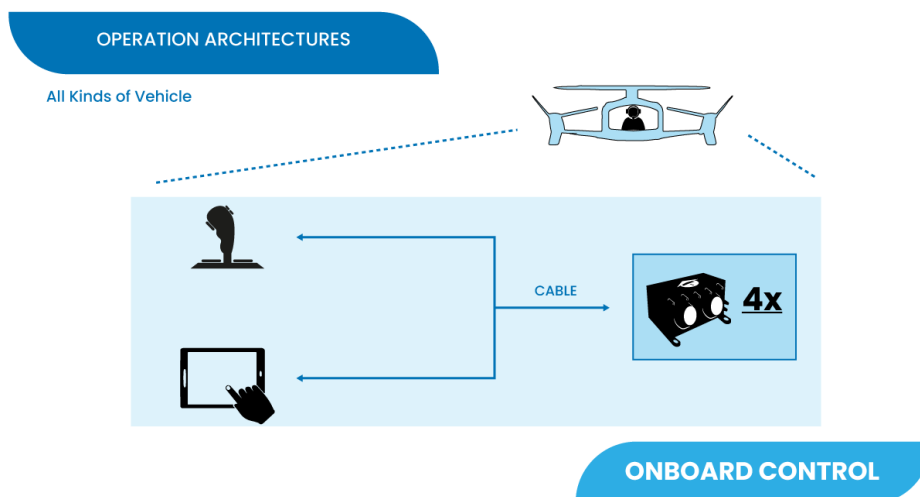 OPERATION ARCHITECTURES
All Kinds of Vehicle
CABLE
4x
ONBOARD CONTROL